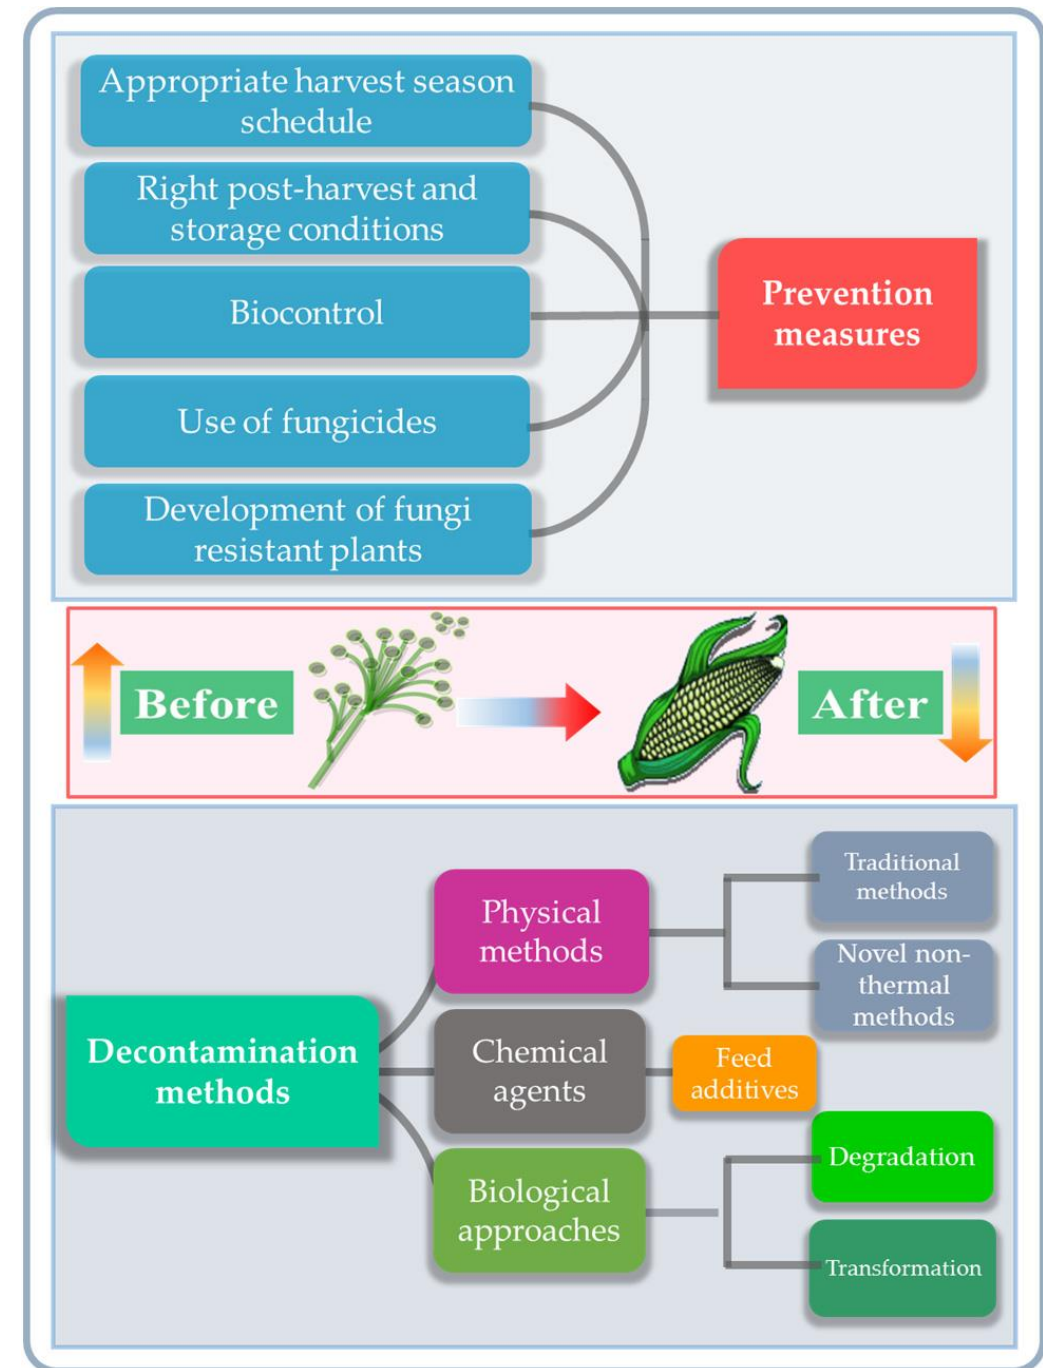 Appropriate harvest season
schedule
Right post-harvest and
storage conditions
Biocontrol
Use of fungicides
Development of fungi
resistant plants
Prevention
measures
Before
After
Decontamination
methods
Physical
methods
Traditional
methods
Novel non-
thermal
methods
Chemical
agents
Feed
additives
Biological
approaches
Degradation
Transformation